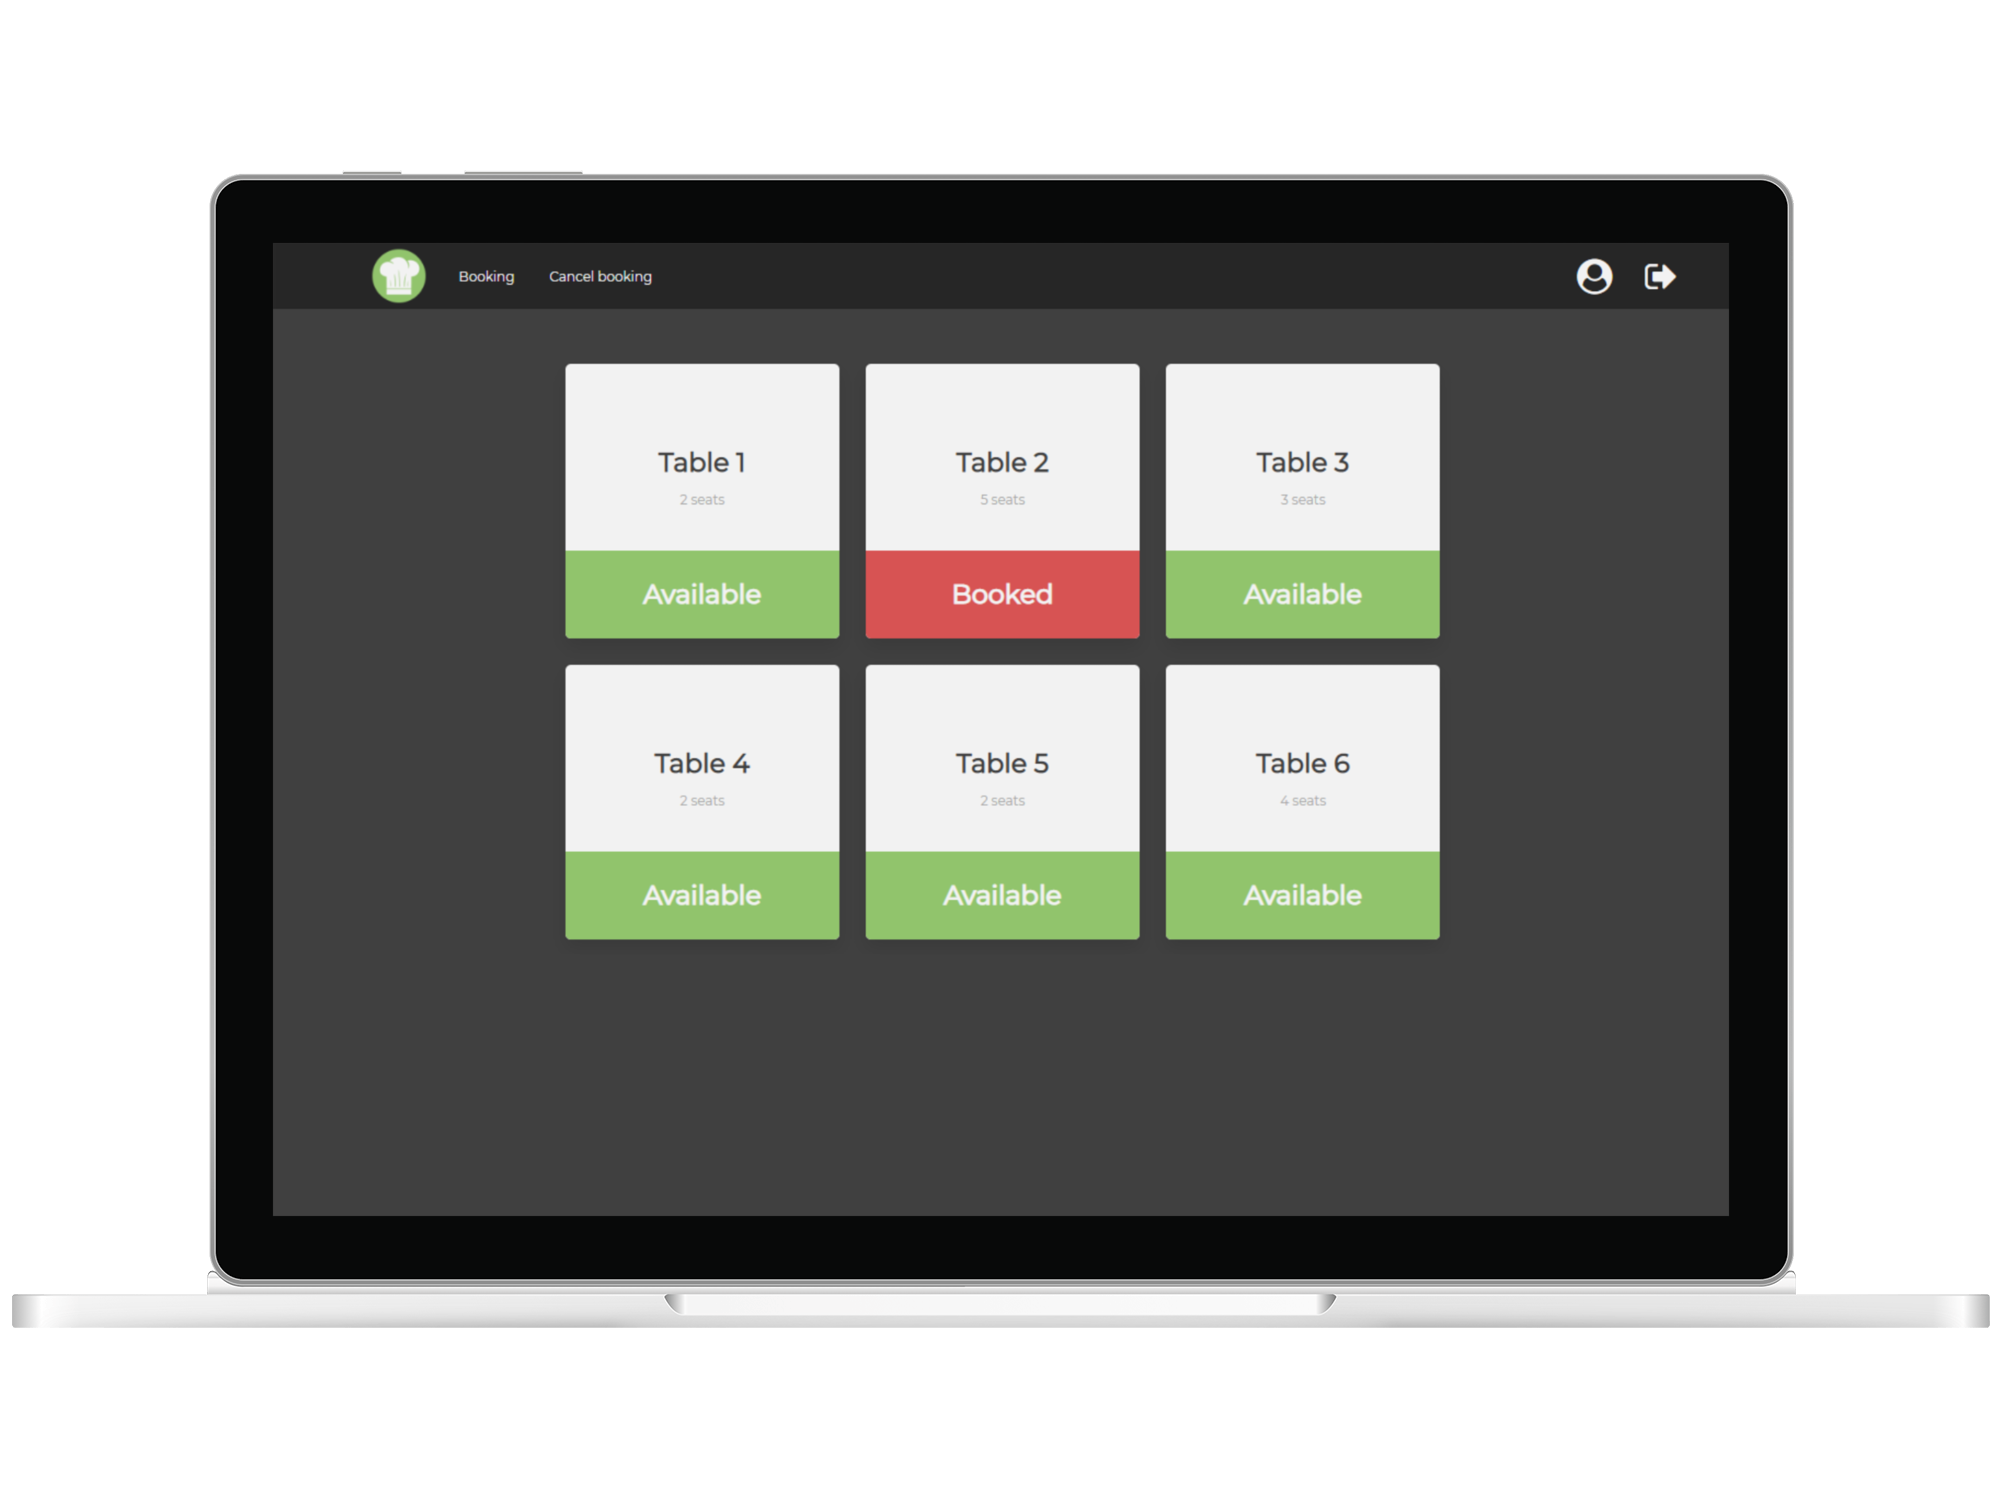 Booking
Cancel booking
Table 1
2 seats
Available
Table 2
5 seats
Booked
Table 3
3 seats
Available
Table 4
2 seats
Available
Table 5
2 seats
Available
Table 6
4 seats
Available